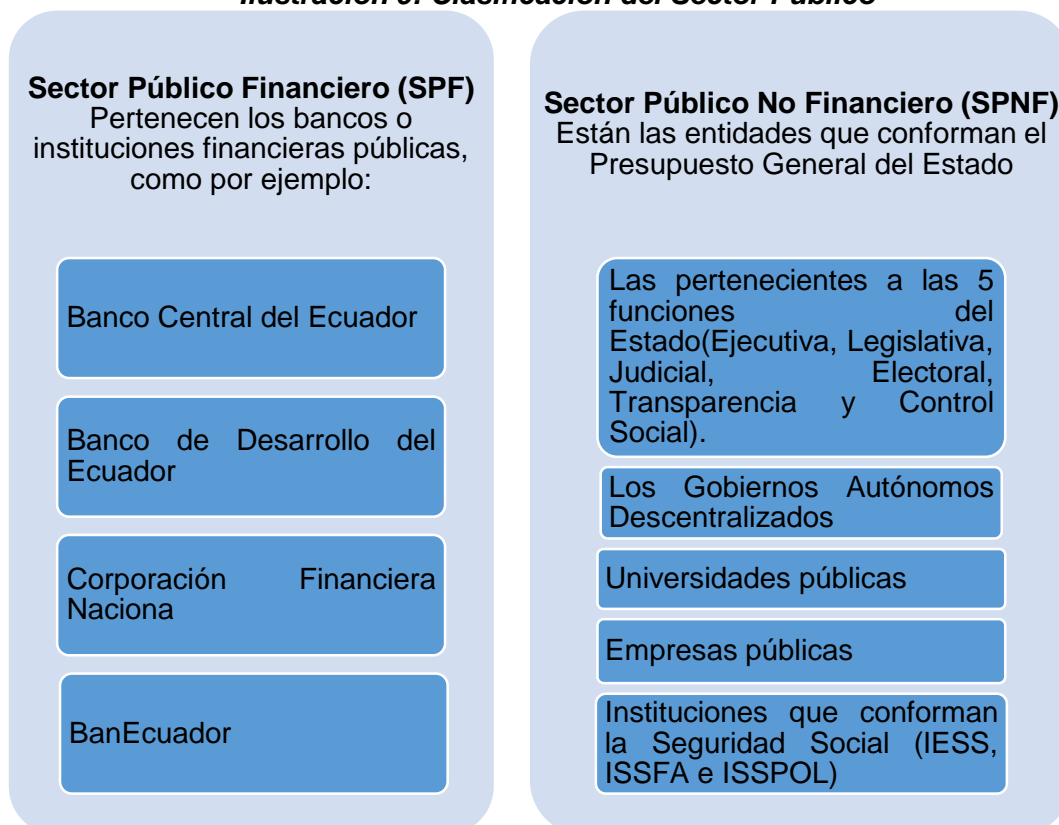 Sector Público Financiero (SPF)
Pertenecen los bancos o
instituciones financieras públicas,
como por ejemplo:
Banco Central del Ecuador
Banco de Desarrollo del
Ecuador
Corporación Financiera
Naciona
BanEcuador
Sector Público No Financiero (SPNF)
Están las entidades que conforman el
Presupuesto General del Estado
Las pertenecientes a las 5
funciones del
Estado(Ejecutiva, Legislativa,
Judicial, Electoral,
Transparencia y Control
Social).
Los Gobiernos Autónomos
Descentralizados
Universidades públicas
Empresas públicas
Instituciones que conforman
la Seguridad Social (IESS,
ISSFA e ISSPOL)